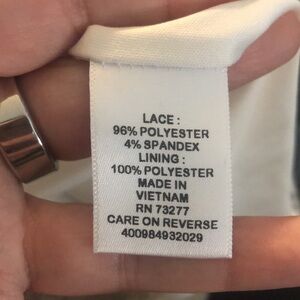 LACE :
96% POLYESTER
4% SPANDEX
LINING :
100% POLYESTER
MADE IN
VIETNAM
RN 73277
CARE ON REVERSE
400984932029